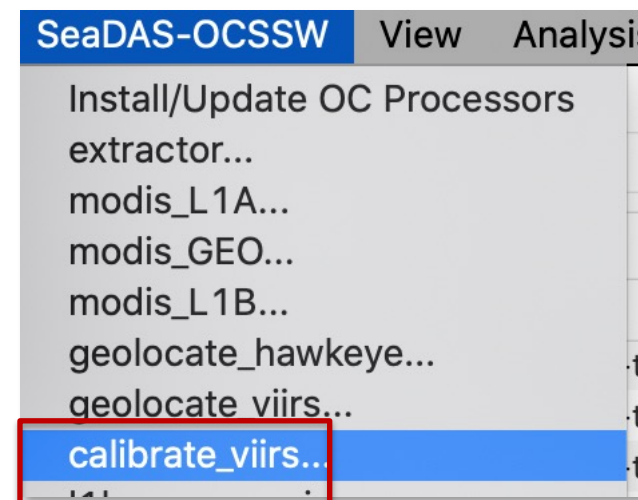 SeaDAS-OCSSW View
Install/Update OC Processors
extractor...
modis_L1A...
modis_GEO...
modis_L1B...
geolocate_hawkeye...
geolocate_viirs...
calibrate_viirs...